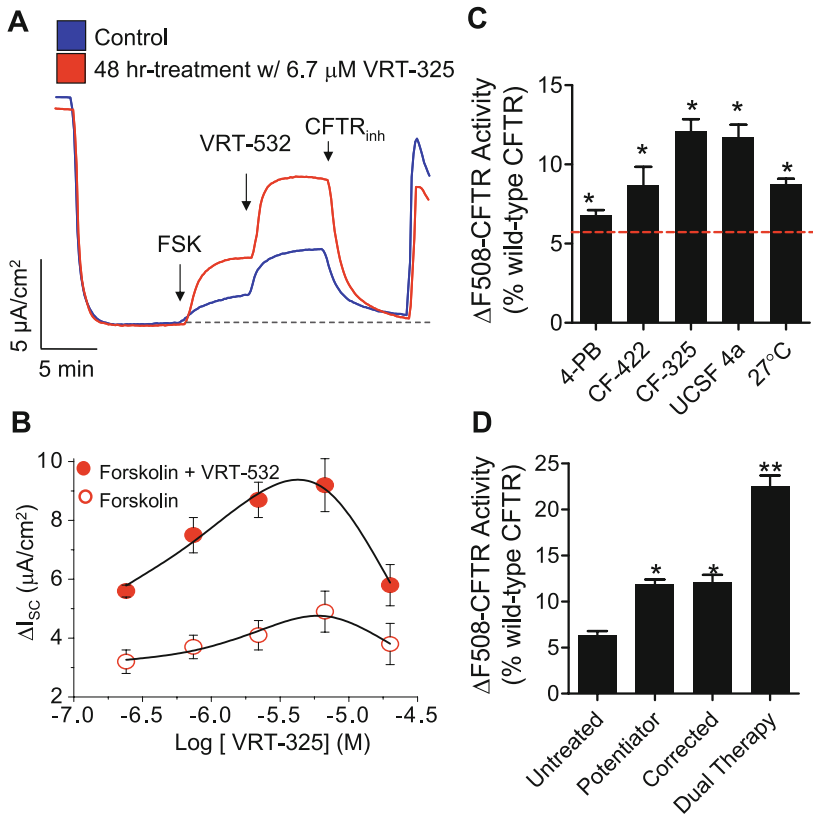 A
Control
48 hr-treatment w/ 6.7 μM VRT-325
VRT-532
CFTRinh
FSK
5 μA/cm²
5 min
B
Forskolin + VRT-532
Forskolin
ΔISC (μA/cm²)
10
8
6
4
2
-7.0 -6.5 -6.0 -5.5 -5.0 -4.5
Log [ VRT-325] (M)
C
ΔF508-CFTR Activity
(% wild-type CFTR)
15
10
5
0
* * * * *
4-PB
CF-422
CF-325
UCSF 4a
27°C
D
ΔF508-CFTR Activity
(% wild-type CFTR)
25
20
15
10
5
0
* * **
Untreated
Potentiator
Corrected
Dual Therapy